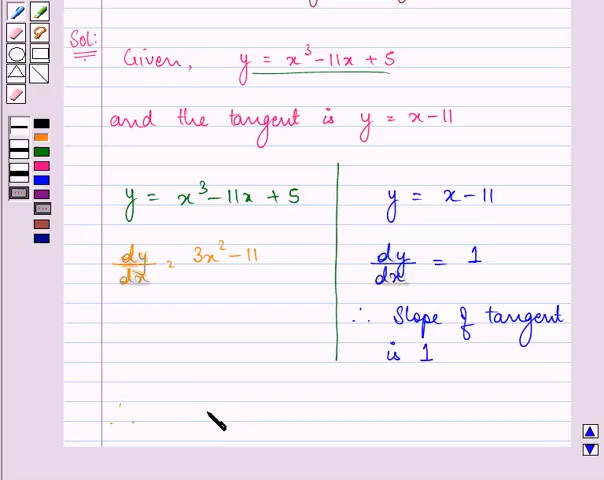 Sol:
Given, y = x³ - 11x + 5
and the tangent is y = x - 11
y = x³ - 11x + 5
dy/dx = 3x² - 11
y = x - 11
dy/dx = 1
∴ Slope of tangent
is 1
∴